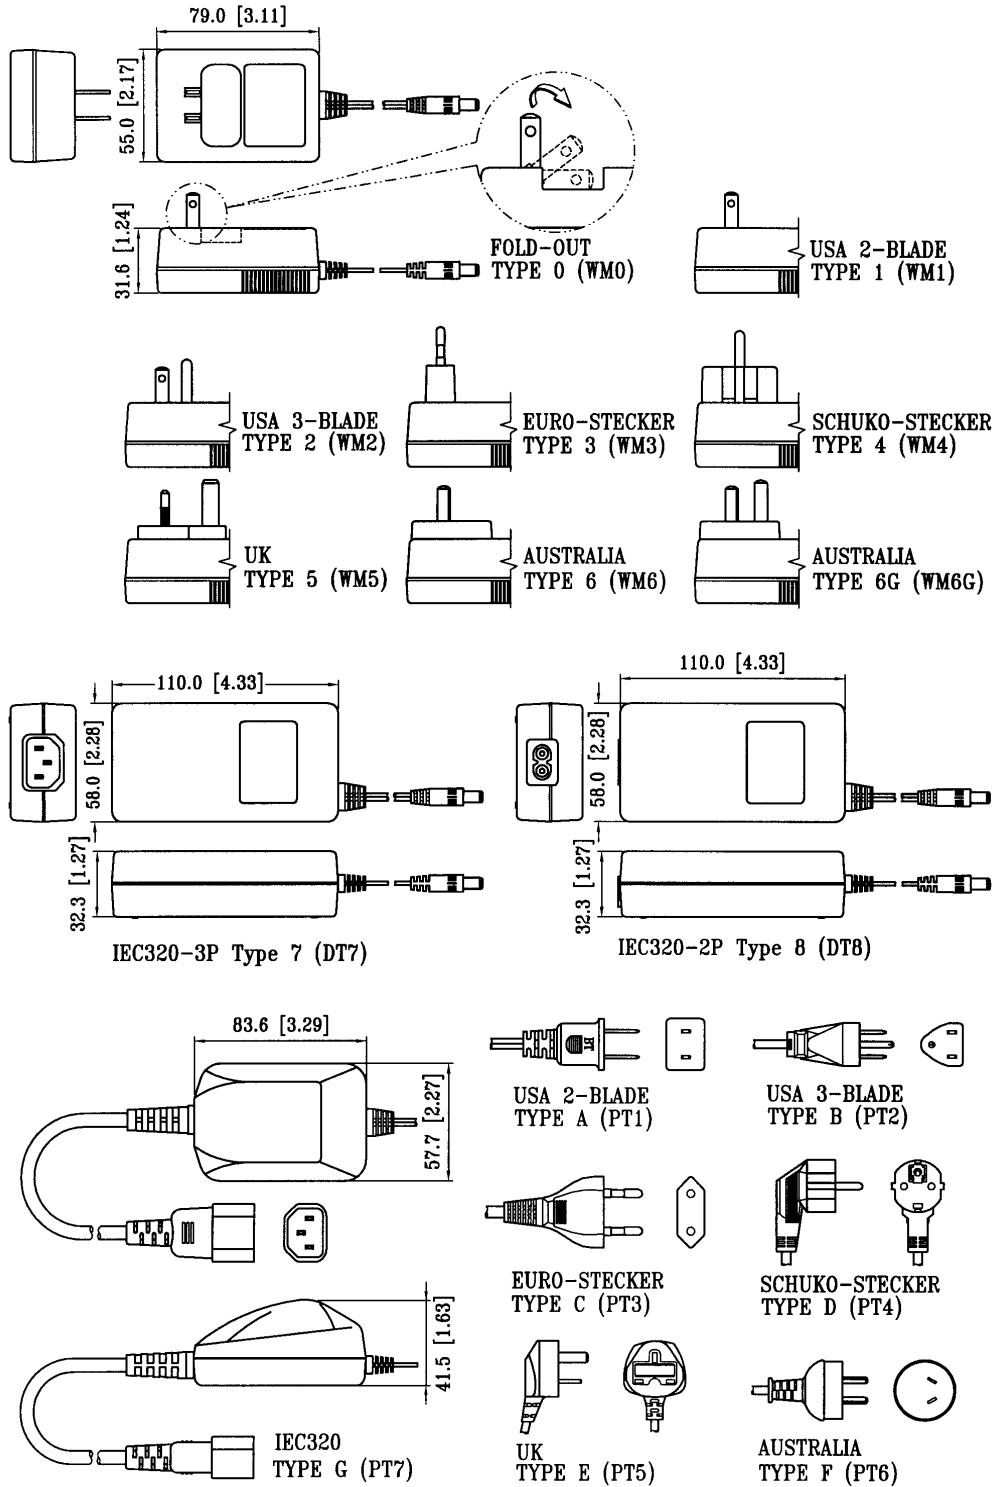 79.0 [3.11]
55.0 [2.17]
31.6 [1.24]
FOLD-OUT
TYPE 0 (WM0)
USA 2-BLADE
TYPE 1 (WM1)
USA 3-BLADE
TYPE 2 (WM2)
EURO-STECKER
TYPE 3 (WM3)
SCHUKO-STECKER
TYPE 4 (WM4)
UK
TYPE 5 (WM5)
AUSTRALIA
TYPE 6 (WM6)
AUSTRALIA
TYPE 6G (WM6G)
110.0 [4.33]
58.0 [2.28]
32.3 [1.27]
IEC320-3P Type 7 (DT7)
110.0 [4.33]
58.0 [2.28]
32.3 [1.27]
IEC320-2P Type 8 (DT8)
83.6 [3.29]
57.7 [2.27]
41.5 [1.63]
IEC320
TYPE G (PT7)
BT
USA 2-BLADE
TYPE A (PT1)
USA 3-BLADE
TYPE B (PT2)
EURO-STECKER
TYPE C (PT3)
SCHUKO-STECKER
TYPE D (PT4)
UK
TYPE E (PT5)
AUSTRALIA
TYPE F (PT6)